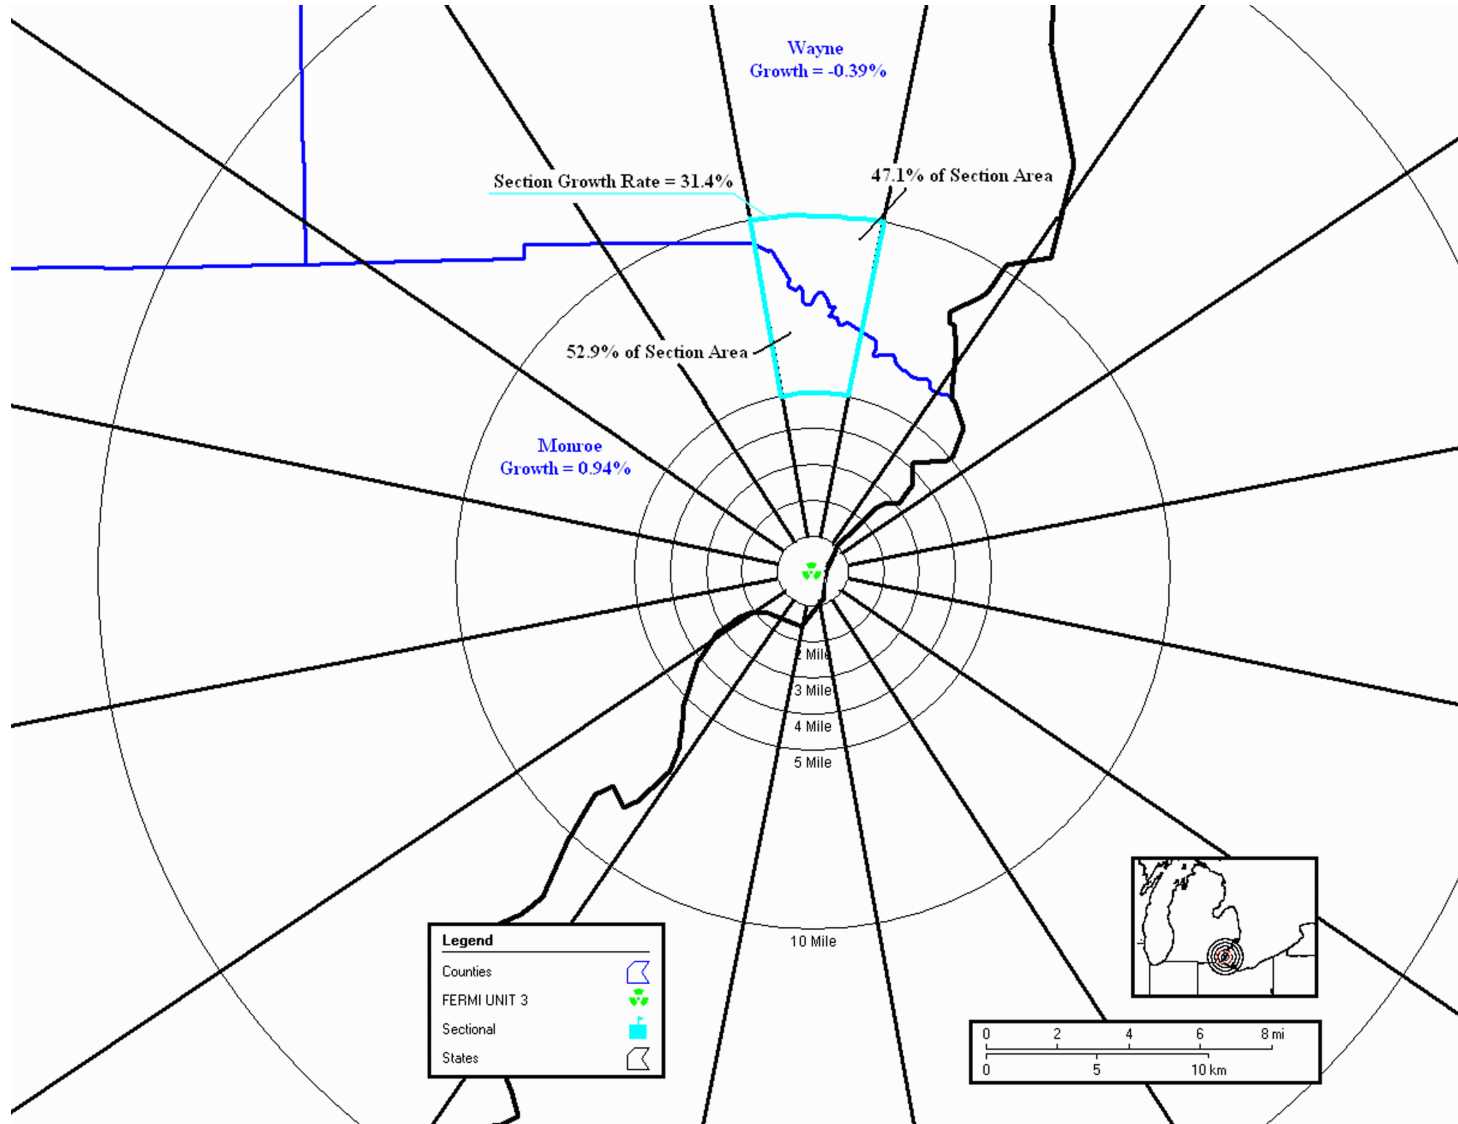 Wayne
Growth = -0.39%
Section Growth Rate = 31.4%
47.1% of Section Area
52.9% of Section Area
Monroe
Growth = 0.94%
2 Mile
3 Mile
4 Mile
5 Mile
10 Mile
Legend
Counties
FERMI UNIT 3
Sectional
States
0 2 4 6 8 mi
0 5 10 km